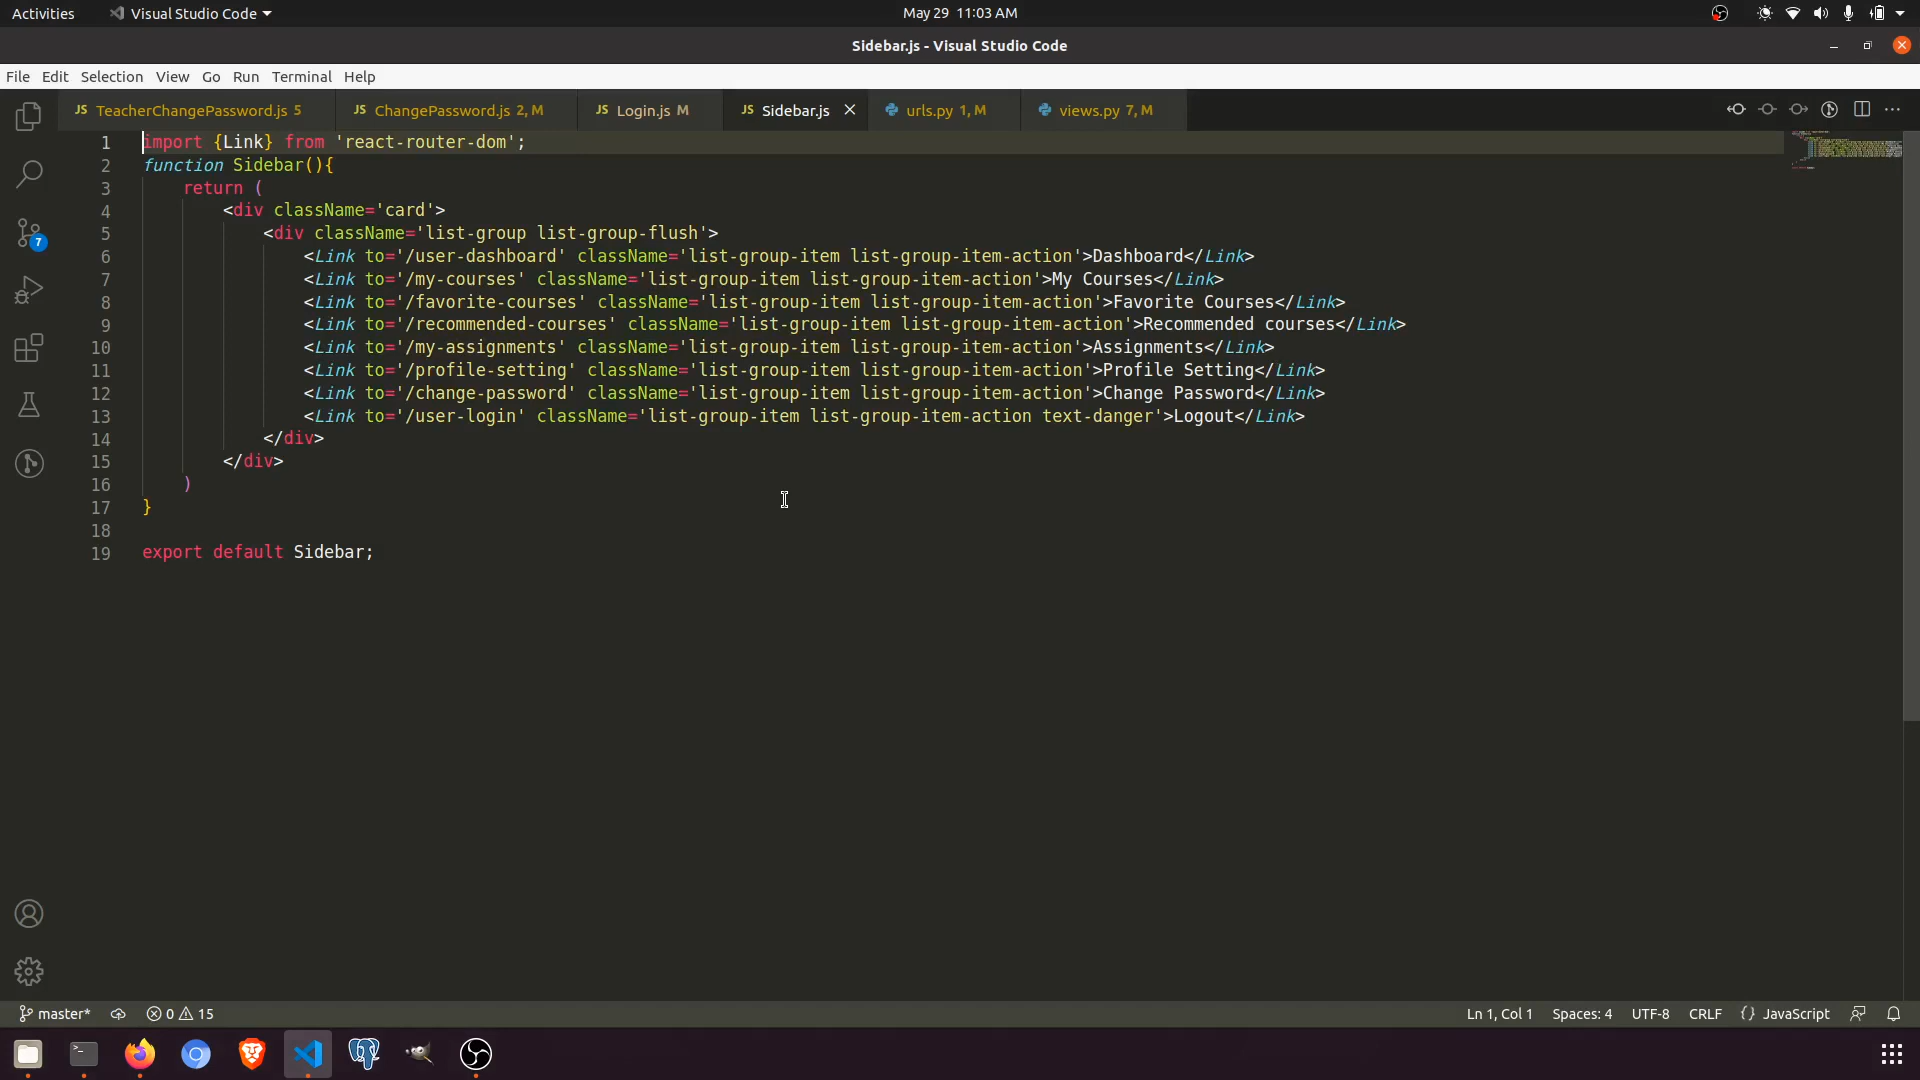 Activities Visual Studio Code May 29 11:03 AM
Sidebar.js - Visual Studio Code
File Edit Selection View Go Run Terminal Help
JS TeacherChangePassword.js 5 JS ChangePassword.js 2, M JS Login.js M JS Sidebar.js urls.py 1, M views.py 7, M
1 import {Link} from 'react-router-dom';
2 function Sidebar(){
3 return (
4 <div className='card'>
5 <div className='list-group list-group-flush'>
6 <Link to='/user-dashboard' className='list-group-item list-group-item-action'>Dashboard</Link>
7 <Link to='/my-courses' className='list-group-item list-group-item-action'>My Courses</Link>
8 <Link to='/favorite-courses' className='list-group-item list-group-item-action'>Favorite Courses</Link>
9 <Link to='/recommended-courses' className='list-group-item list-group-item-action'>Recommended courses</Link>
10 <Link to='/my-assignments' className='list-group-item list-group-item-action'>Assignments</Link>
11 <Link to='/profile-setting' className='list-group-item list-group-item-action'>Profile Setting</Link>
12 <Link to='/change-password' className='list-group-item list-group-item-action'>Change Password</Link>
13 <Link to='/user-login' className='list-group-item list-group-item-action text-danger'>Logout</Link>
14 </div>
15 </div>
16 )
17 }
18
19 export default Sidebar;
7
master* 0 15 Ln 1, Col 1 Spaces: 4 UTF-8 CRLF {} JavaScript